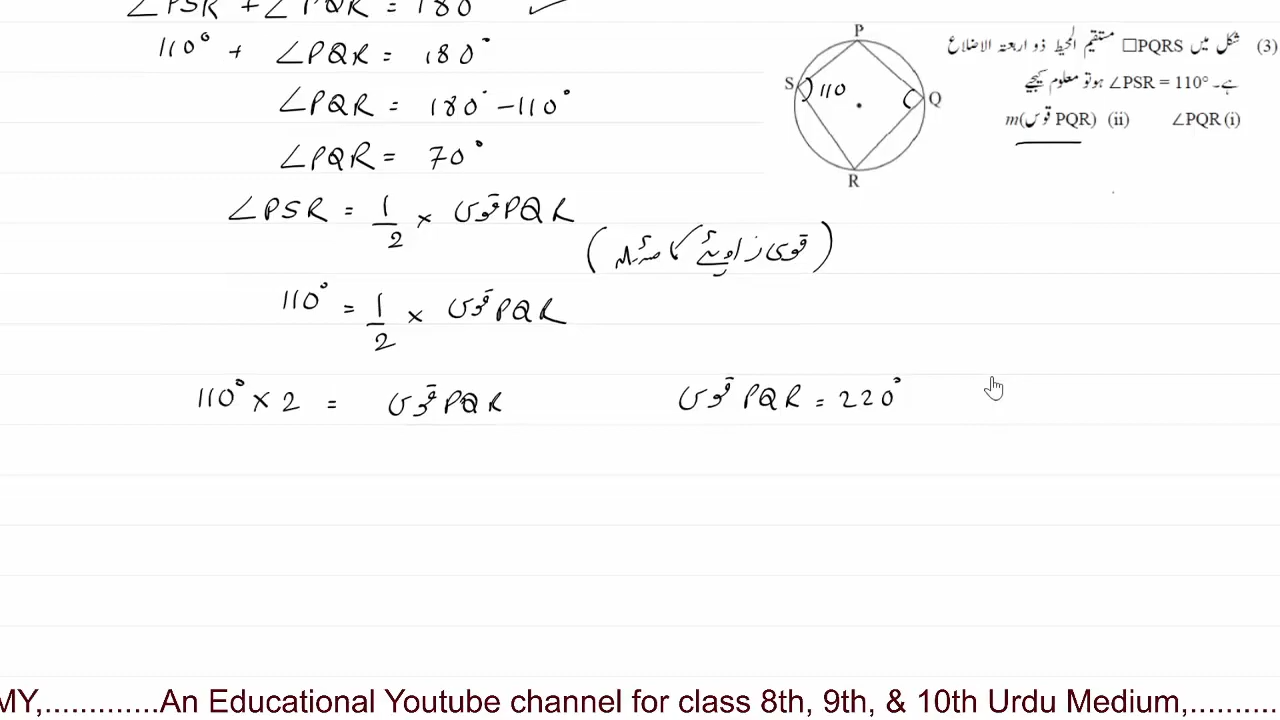 ∠PSR + ∠PQR = 180
110° + ∠PQR = 180°
∠PQR = 180° - 110°
∠PQR = 70°
∠PSR = 1/2 × قوس PQR
(قوسی زاویئے کا مسئلہ)
110° = 1/2 × قوس PQR
110° × 2 = قوس PQR
قوس PQR = 220°
(3) شکل میں □PQRS مستقیم المحیط ذو اربعتہ الاضلاع
ہے۔ ∠PSR = 110° ہو تو معلوم کیجیے
∠PQR (i) m(قوس PQR) (ii)
P
S 110 Q
R
MY,.............An Educational Youtube channel for class 8th, 9th, & 10th Urdu Medium,..........